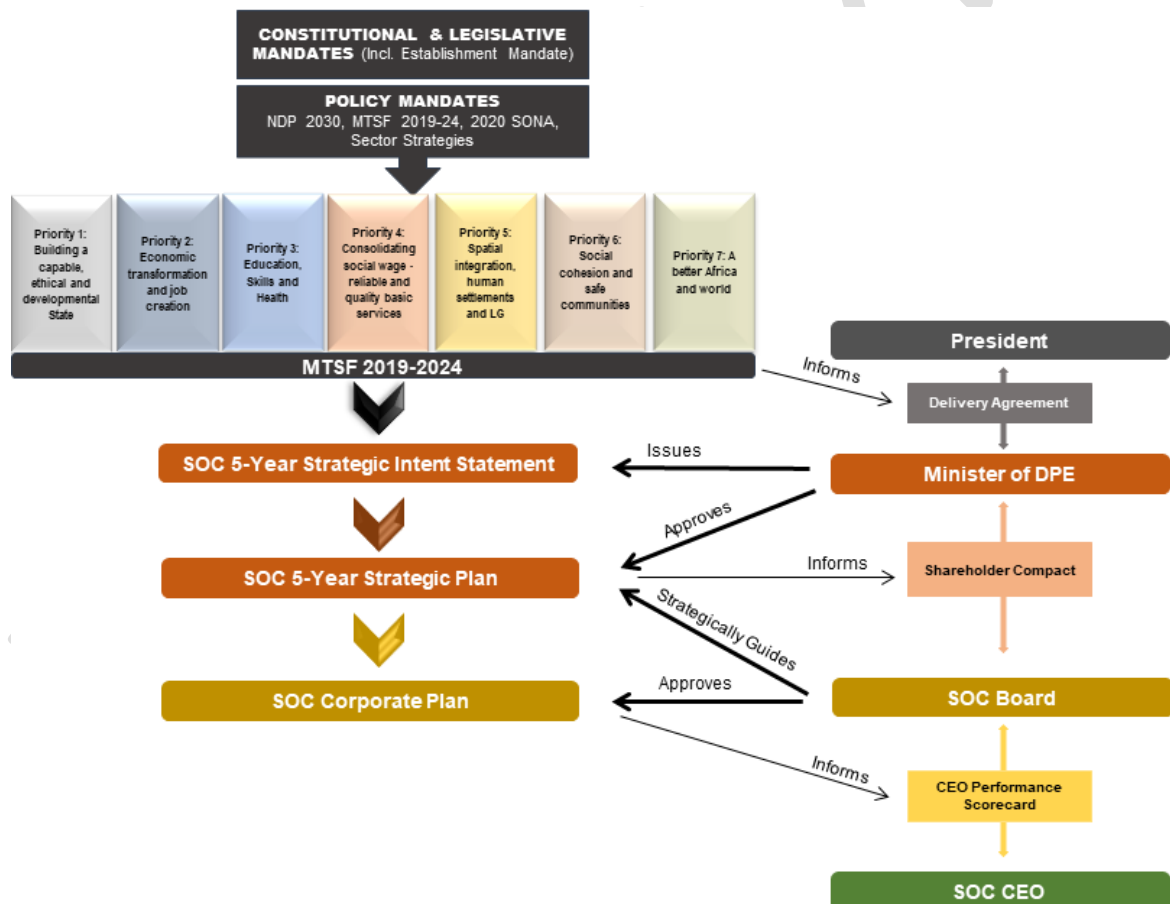 CONSTITUTIONAL & LEGISLATIVE
MANDATES (Incl. Establishment Mandate)
POLICY MANDATES
NDP 2030, MTSF 2019-24, 2020 SONA,
Sector Strategies
Priority 1:
Building a
capable,
ethical and
developmental
State
Priority 2:
Economic
transformation
and job
creation
Priority 3:
Education,
Skills and
Health
Priority 4:
Consolidating
social wage -
reliable and
quality basic
services
Priority 5:
Spatial
integration,
human
settlements
and LG
Priority 6:
Social
cohesion and
safe
communities
Priority 7: A
better Africa
and world
MTSF 2019-2024
Informs
President
Delivery Agreement
SOC 5-Year Strategic Intent Statement
Issues
Minister of DPE
Approves
SOC 5-Year Strategic Plan
Informs
Shareholder Compact
Strategically Guides
SOC Corporate Plan
Approves
SOC Board
Informs
CEO Performance
Scorecard
SOC CEO